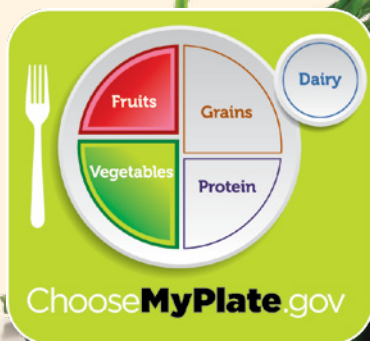 Fruits
Grains
Dairy
Vegetables
Protein
ChooseMyPlate.gov